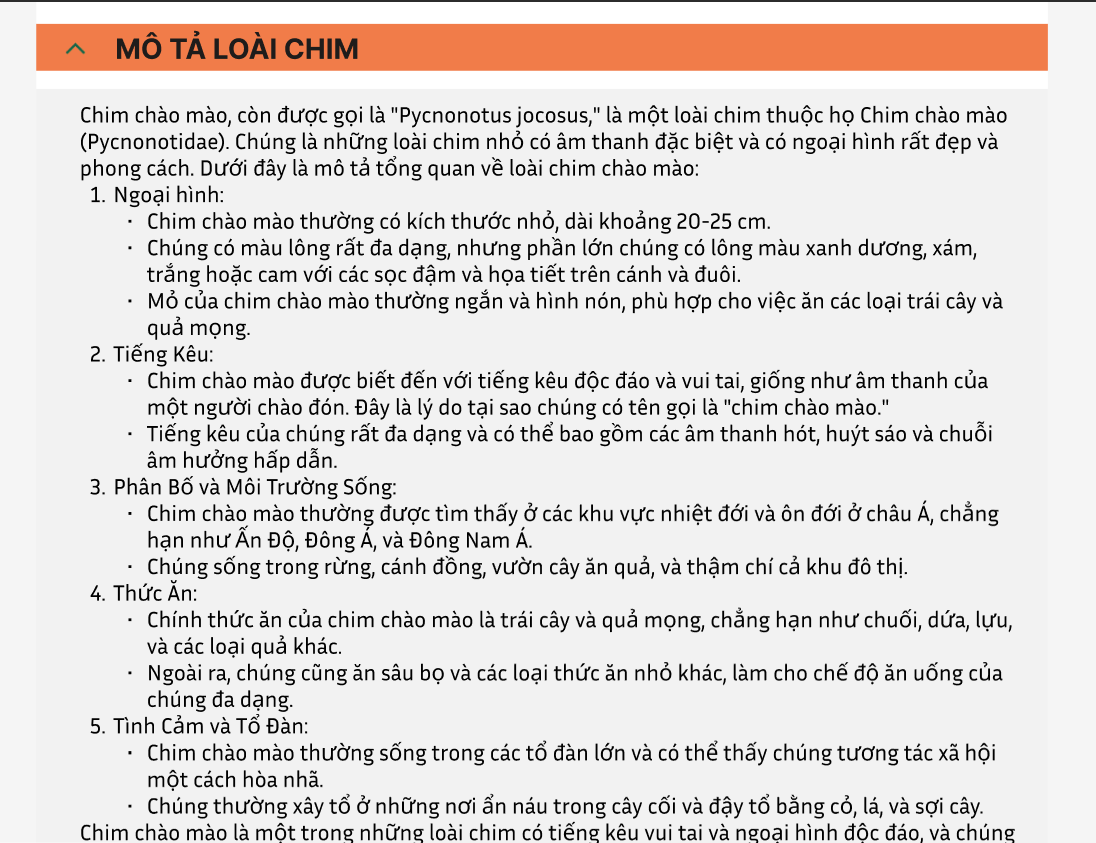 MÔ TẢ LOÀI CHIM
Chim chào mào, còn được gọi là "Pycnonotus jocosus," là một loài chim thuộc họ Chim chào mào
(Pycnonotidae). Chúng là những loài chim nhỏ có âm thanh đặc biệt và có ngoại hình rất đẹp và
phong cách. Dưới đây là mô tả tổng quan về loài chim chào mào:
1. Ngoại hình:
· Chim chào mào thường có kích thước nhỏ, dài khoảng 20-25 cm.
· Chúng có màu lông rất đa dạng, nhưng phần lớn chúng có lông màu xanh dương, xám,
trắng hoặc cam với các sọc đậm và họa tiết trên cánh và đuôi.
· Mỏ của chim chào mào thường ngắn và hình nón, phù hợp cho việc ăn các loại trái cây và
quả mọng.
2. Tiếng Kêu:
· Chim chào mào được biết đến với tiếng kêu độc đáo và vui tai, giống như âm thanh của
một người chào đón. Đây là lý do tại sao chúng có tên gọi là "chim chào mào."
· Tiếng kêu của chúng rất đa dạng và có thể bao gồm các âm thanh hót, huýt sáo và chuỗi
âm hưởng hấp dẫn.
3. Phân Bố và Môi Trường Sống:
· Chim chào mào thường được tìm thấy ở các khu vực nhiệt đới và ôn đới ở châu Á, chẳng
hạn như Ấn Độ, Đông Á, và Đông Nam Á.
· Chúng sống trong rừng, cánh đồng, vườn cây ăn quả, và thậm chí cả khu đô thị.
4. Thức Ăn:
· Chính thức ăn của chim chào mào là trái cây và quả mọng, chẳng hạn như chuối, dứa, lựu,
và các loại quả khác.
· Ngoài ra, chúng cũng ăn sâu bọ và các loại thức ăn nhỏ khác, làm cho chế độ ăn uống của
chúng đa dạng.
5. Tình Cảm và Tổ Đàn:
· Chim chào mào thường sống trong các tổ đàn lớn và có thể thấy chúng tương tác xã hội
một cách hòa nhã.
· Chúng thường xây tổ ở những nơi ẩn náu trong cây cối và đậy tổ bằng cỏ, lá, và sợi cây.
Chim chào mào là một trong những loài chim có tiếng kêu vui tai và ngoại hình độc đáo, và chúng